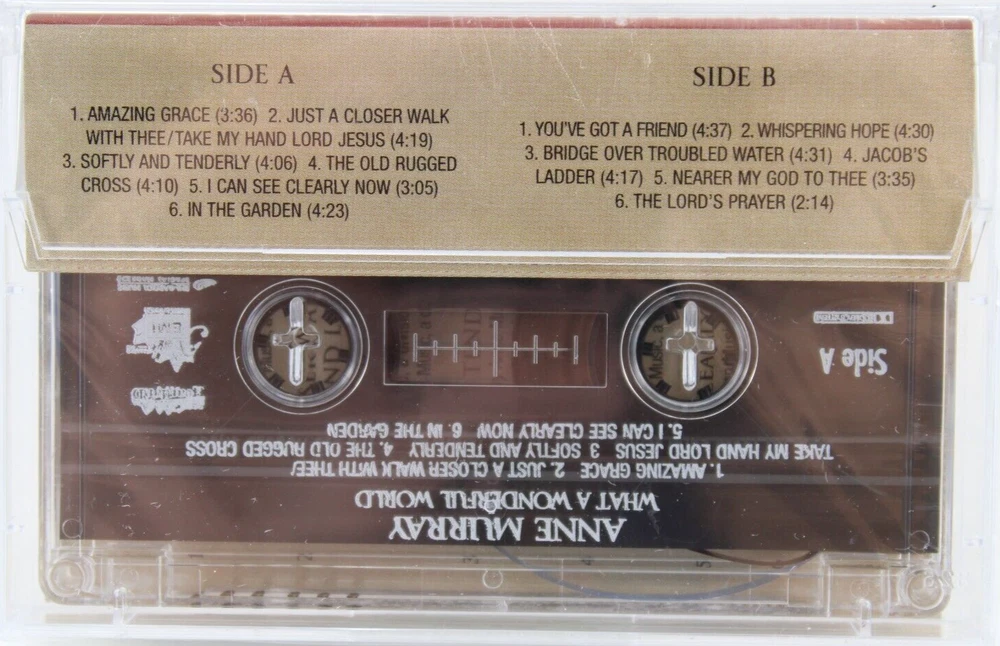 SIDE A
1. AMAZING GRACE (3:36) 2. JUST A CLOSER WALK
WITH THEE/TAKE MY HAND LORD JESUS (4:19)
3. SOFTLY AND TENDERLY (4:06) 4. THE OLD RUGGED
CROSS (4:10) 5. I CAN SEE CLEARLY NOW (3:05)
6. IN THE GARDEN (4:23)
SIDE B
1. YOU'VE GOT A FRIEND (4:37) 2. WHISPERING HOPE (4:30)
3. BRIDGE OVER TROUBLED WATER (4:31) 4. JACOB'S
LADDER (4:17) 5. NEARER MY GOD TO THEE (3:35)
6. THE LORD'S PRAYER (2:14)
ANNE MURRAY
WHAT A WONDERFUL WORLD
1. AMAZING GRACE 2. JUST A CLOSER WALK WITH THEE/
TAKE MY HAND LORD JESUS 3 SOFTLY AND TENDERLY 4. THE OLD RUGGED CROSS
5. I CAN SEE CLEARLY NOW 6. IN THE GARDEN
Side A
EMI